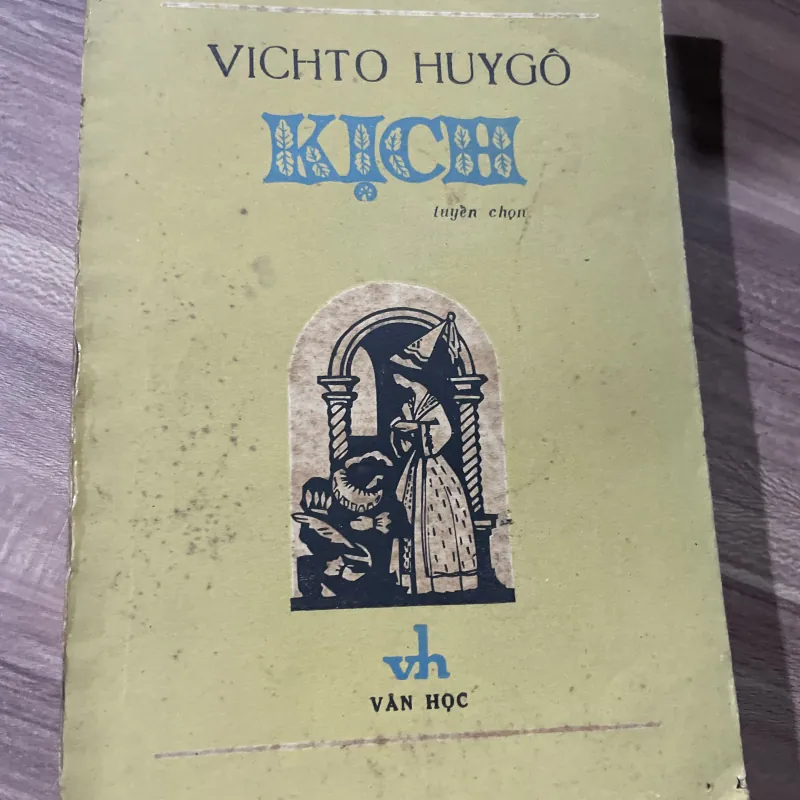 VICHTO HUYGÔ
KỊCH
tuyển chọn
vh
VĂN HỌC